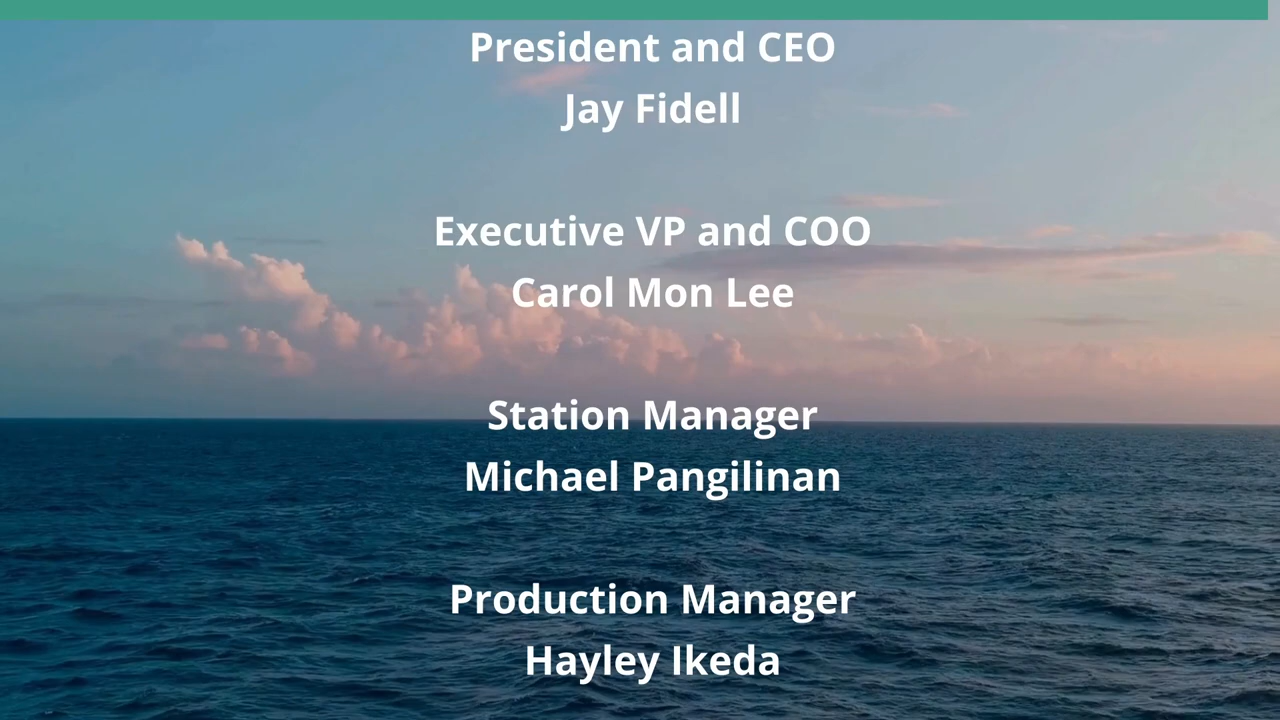 President and CEO
Jay Fidell
Executive VP and COO
Carol Mon Lee
Station Manager
Michael Pangilinan
Production Manager
Hayley Ikeda